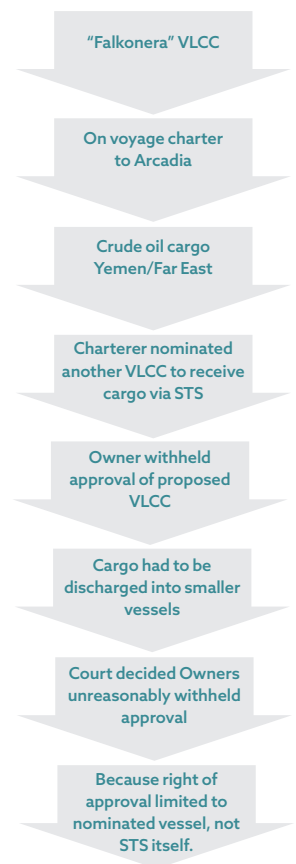 “Falkonera” VLCC
On voyage charter
to Arcadia
Crude oil cargo
Yemen/Far East
Charterer nominated
another VLCC to receive
cargo via STS
Owner withheld
approval of proposed
VLCC
Cargo had to be
discharged into smaller
vessels
Court decided Owners
unreasonably withheld
approval
Because right of
approval limited to
nominated vessel, not
STS itself.